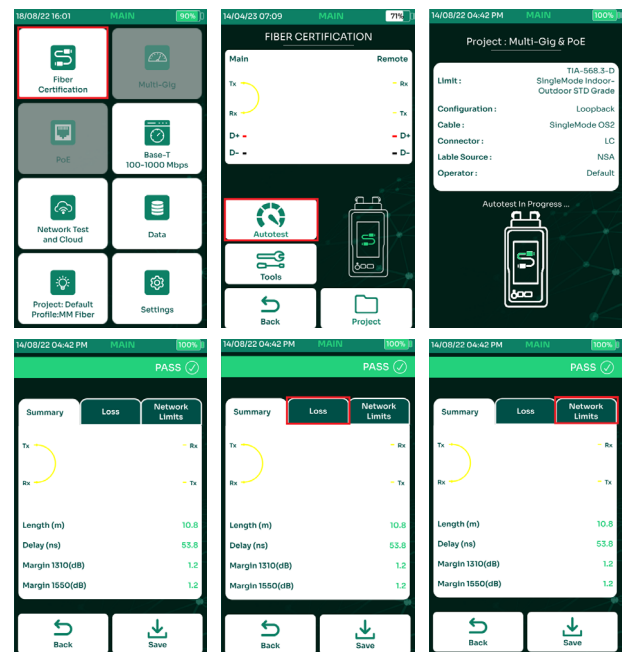 18/08/22 16:01 MAIN 90%
Fiber
Certification
Multi-Gig
PoE
Base-T
100-1000 Mbps
Network Test
and Cloud
Data
Project: Default
Profile:MM Fiber
Settings
14/04/23 07:09 MAIN 71%
FIBER CERTIFICATION
Main Remote
Tx Rx
Rx Tx
D+ - - D+
D- - - D-
Autotest
Tools
Back Project
14/08/22 04:42 PM MAIN 100%
Project : Multi-Gig & PoE
Limit : TIA-568.3-D
SingleMode Indoor-
Outdoor STD Grade
Configuration : Loopback
Cable : SingleMode OS2
Connector : LC
Lable Source : NSA
Operator : Default
Autotest In Progress ...
14/08/22 04:42 PM MAIN 100%
PASS
Summary Loss Network
Limits
Tx Rx
Rx Tx
Length (m) 10.8
Delay (ns) 53.8
Margin 1310(dB) 1.2
Margin 1550(dB) 1.2
Back Save
14/08/22 04:42 PM MAIN 100%
PASS
Summary Loss Network
Limits
Tx Rx
Rx Tx
Length (m) 10.8
Delay (ns) 53.8
Margin 1310(dB) 1.2
Margin 1550(dB) 1.2
Back Save
14/08/22 04:42 PM MAIN 100%
PASS
Summary Loss Network
Limits
Tx Rx
Rx Tx
Length (m) 10.8
Delay (ns) 53.8
Margin 1310(dB) 1.2
Margin 1550(dB) 1.2
Back Save